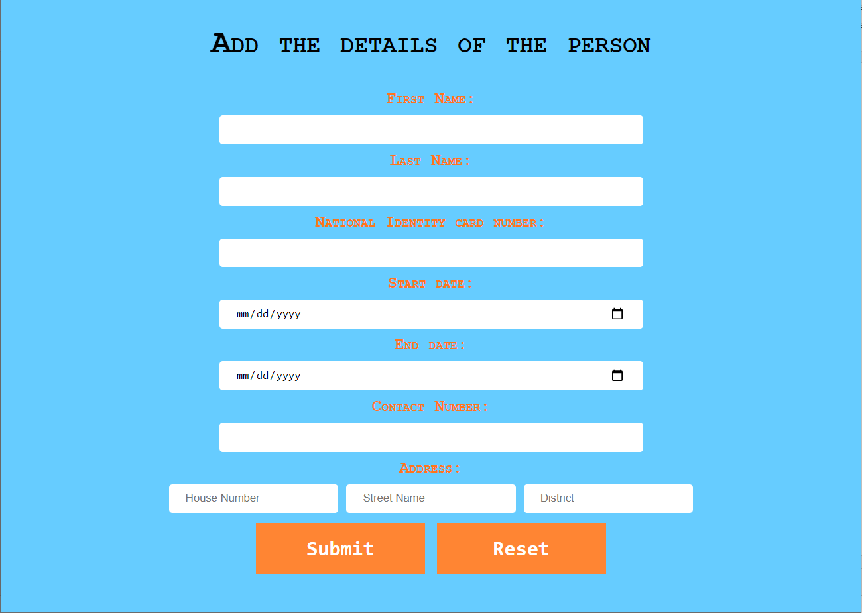 Add the details of the person
First Name:
Last Name:
National Identity card number:
Start date:
mm/dd/yyyy
End date:
mm/dd/yyyy
Contact Number:
Address:
House Number Street Name District
Submit Reset